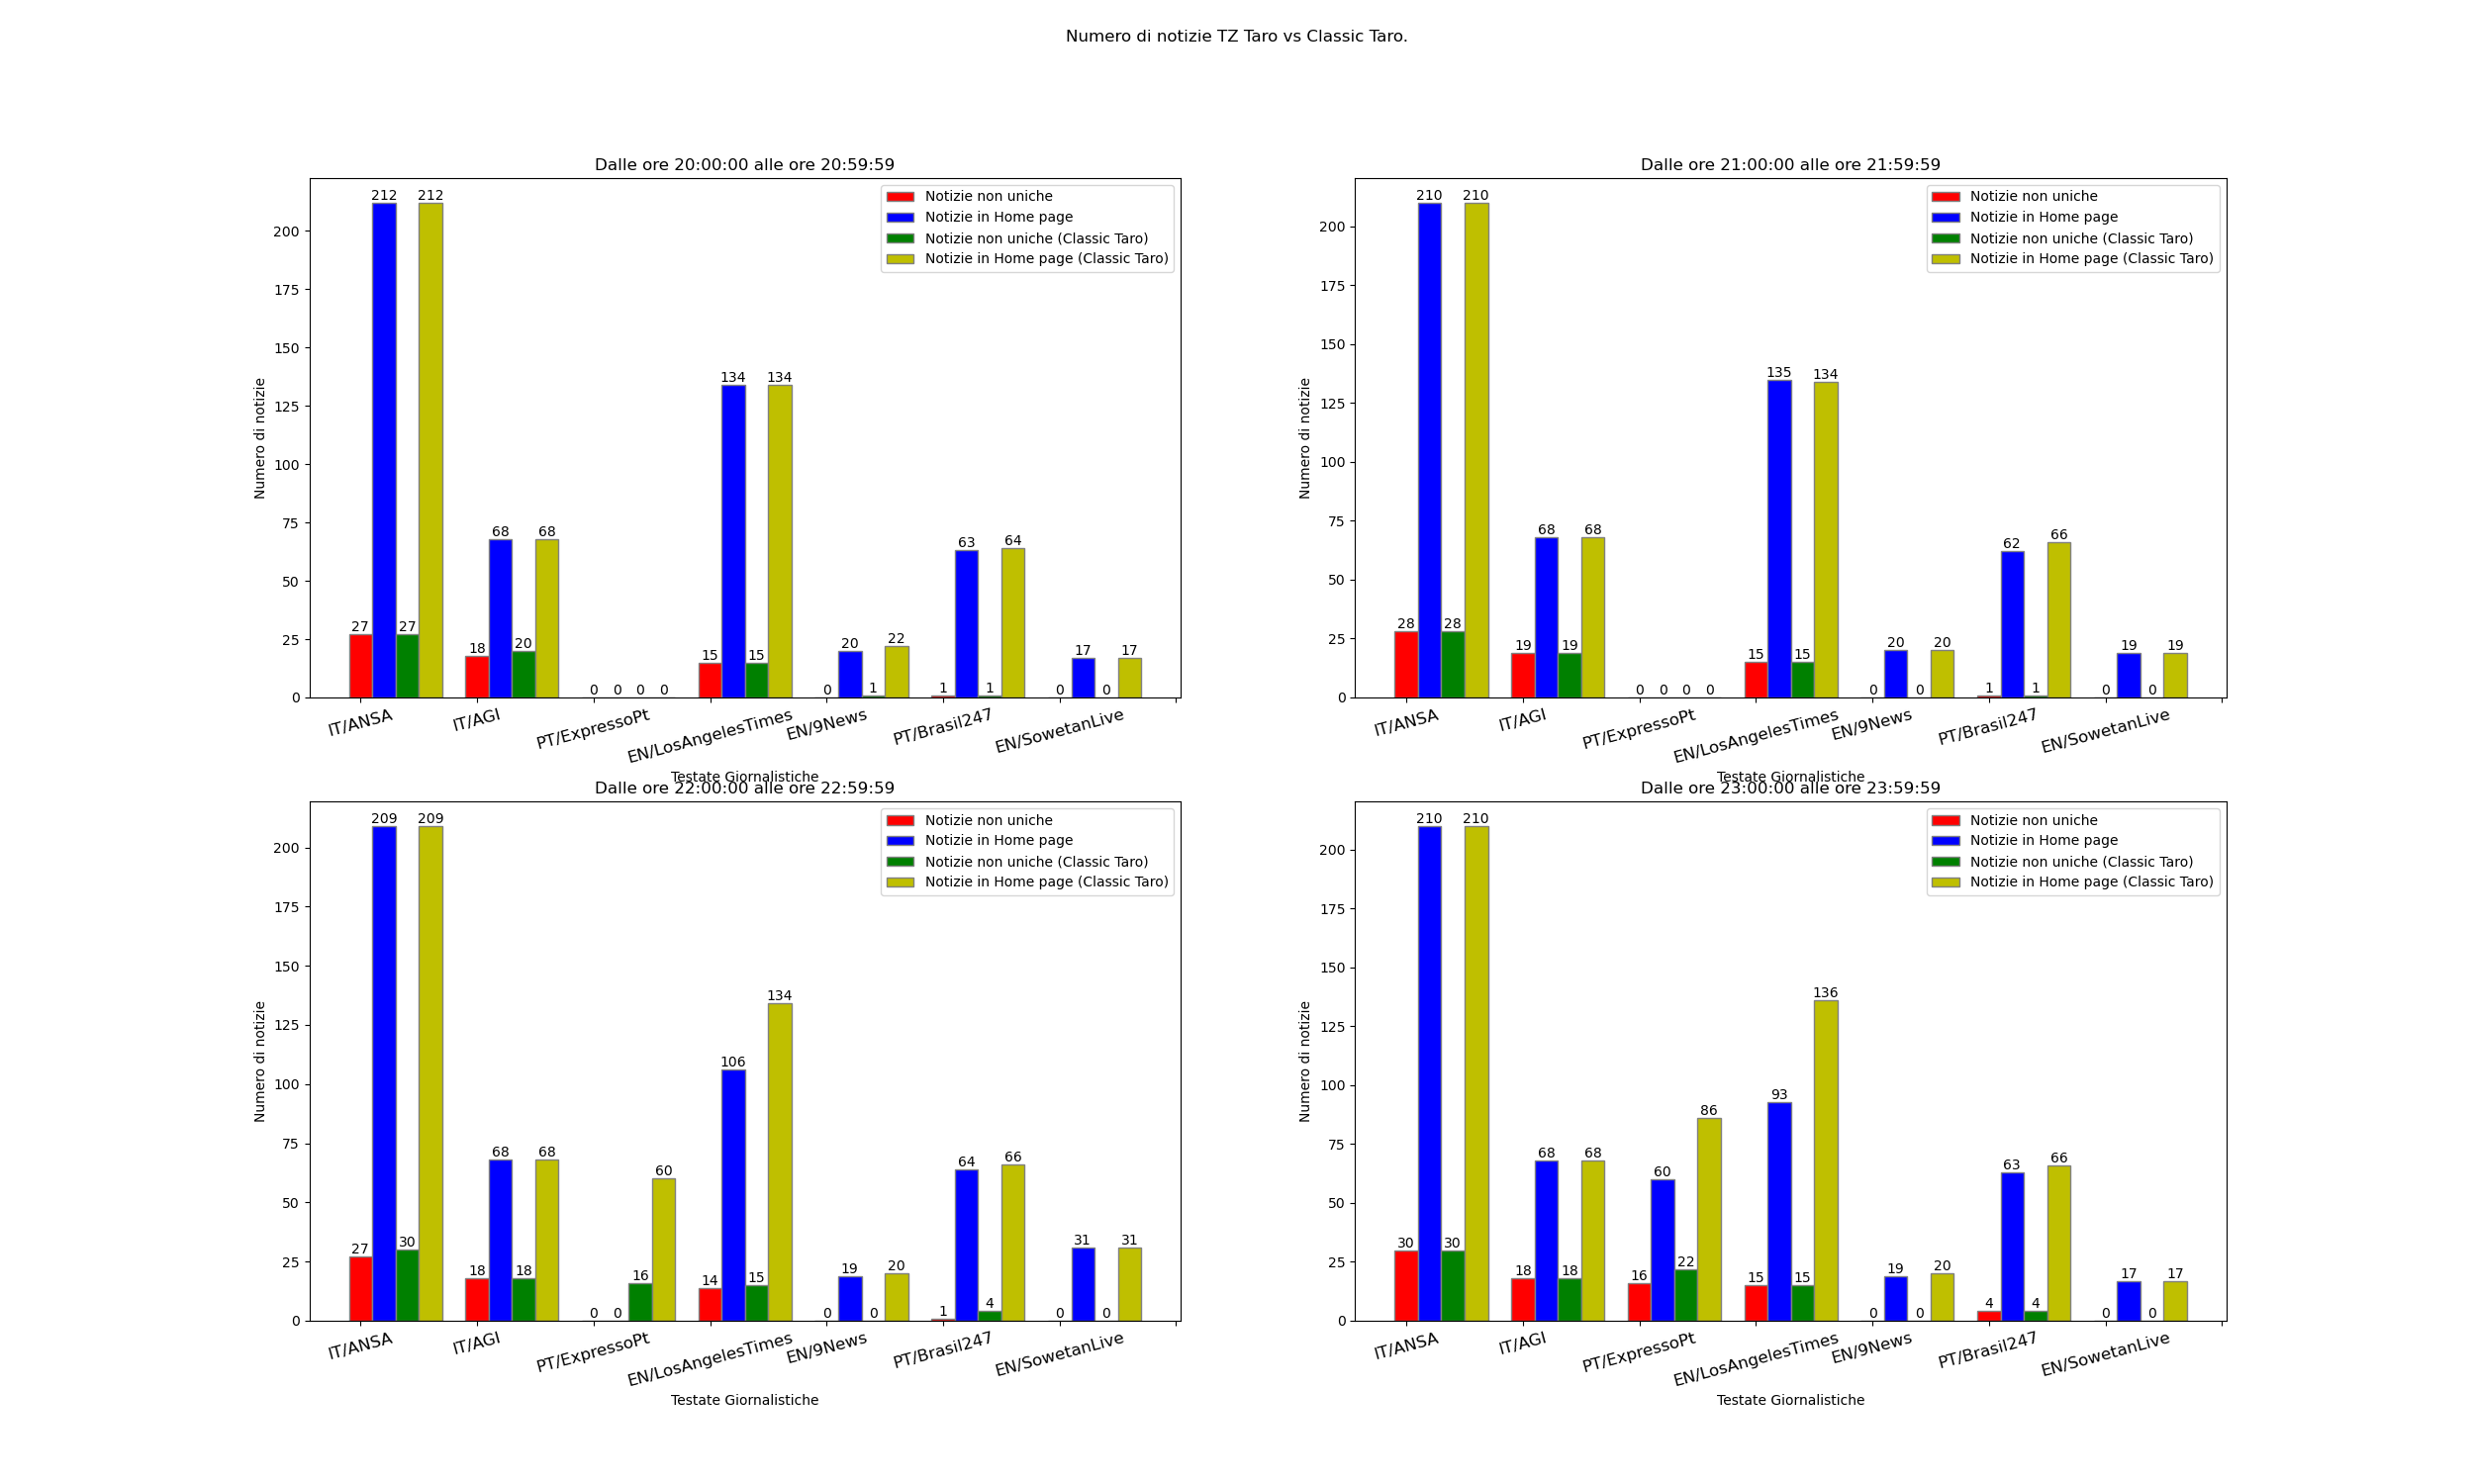 Numero di notizie TZ Taro vs Classic Taro.
Dalle ore 20:00:00 alle ore 20:59:59
Numero di notizie
200
175
150
125
100
75
50
25
0
212 212
134 134
68 68
63 64
27 27
18 20
0 0 0 0
15 15
0 20 1 22
1 1
0 17 0 17
Notizie non uniche
Notizie in Home page
Notizie non uniche (Classic Taro)
Notizie in Home page (Classic Taro)
IT/ANSA
IT/AGI
PT/ExpressoPt
EN/LosAngelesTimes
EN/9News
PT/Brasil247
EN/SowetanLive
Testate Giornalistiche
Dalle ore 21:00:00 alle ore 21:59:59
Numero di notizie
200
175
150
125
100
75
50
25
0
210 210
135 134
68 68
62 66
28 28
19 19
0 0 0 0
15 15
0 20 0 20
1 1
0 19 0 19
Notizie non uniche
Notizie in Home page
Notizie non uniche (Classic Taro)
Notizie in Home page (Classic Taro)
IT/ANSA
IT/AGI
PT/ExpressoPt
EN/LosAngelesTimes
EN/9News
PT/Brasil247
EN/SowetanLive
Testate Giornalistiche
Dalle ore 22:00:00 alle ore 22:59:59
Numero di notizie
200
175
150
125
100
75
50
25
0
209 209
106 134
68 68
64 66
27 30
18 18
0 0 16 60
14 15
0 19 0 20
1 4
0 31 0 31
Notizie non uniche
Notizie in Home page
Notizie non uniche (Classic Taro)
Notizie in Home page (Classic Taro)
IT/ANSA
IT/AGI
PT/ExpressoPt
EN/LosAngelesTimes
EN/9News
PT/Brasil247
EN/SowetanLive
Testate Giornalistiche
Dalle ore 23:00:00 alle ore 23:59:59
Numero di notizie
200
175
150
125
100
75
50
25
0
210 210
93 136
68 68
63 66
30 30
18 18
16 60 22 86
15 15
0 19 0 20
4 4
0 17 0 17
Notizie non uniche
Notizie in Home page
Notizie non uniche (Classic Taro)
Notizie in Home page (Classic Taro)
IT/ANSA
IT/AGI
PT/ExpressoPt
EN/LosAngelesTimes
EN/9News
PT/Brasil247
EN/SowetanLive
Testate Giornalistiche